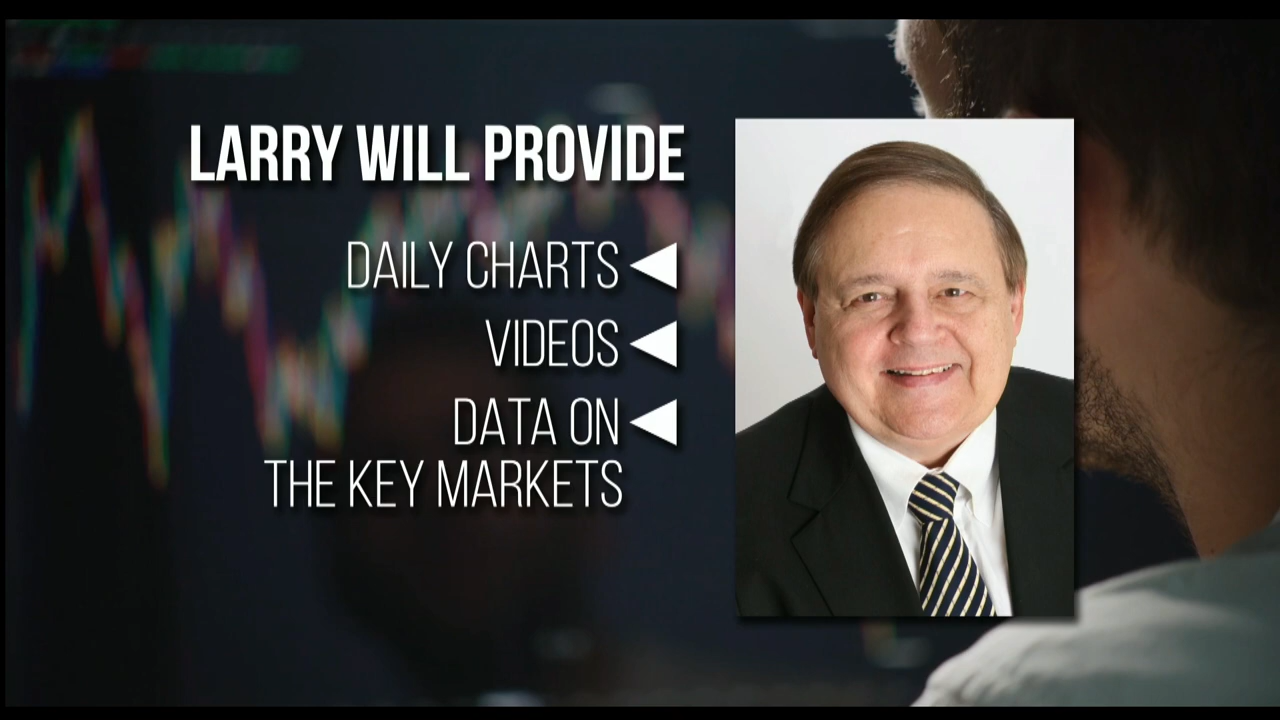 LARRY WILL PROVIDE
DAILY CHARTS
VIDEOS
DATA ON
THE KEY MARKETS